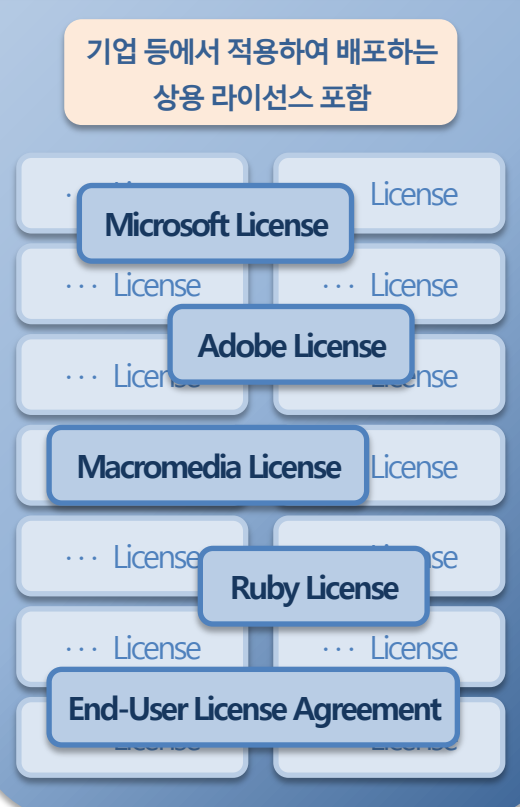 기업 등에서 적용하여 배포하는
상용 라이선스 포함
License
Microsoft License
··· License
··· License
Adobe License
Macromedia License
License
··· License
Ruby License
··· License
··· License
End-User License Agreement